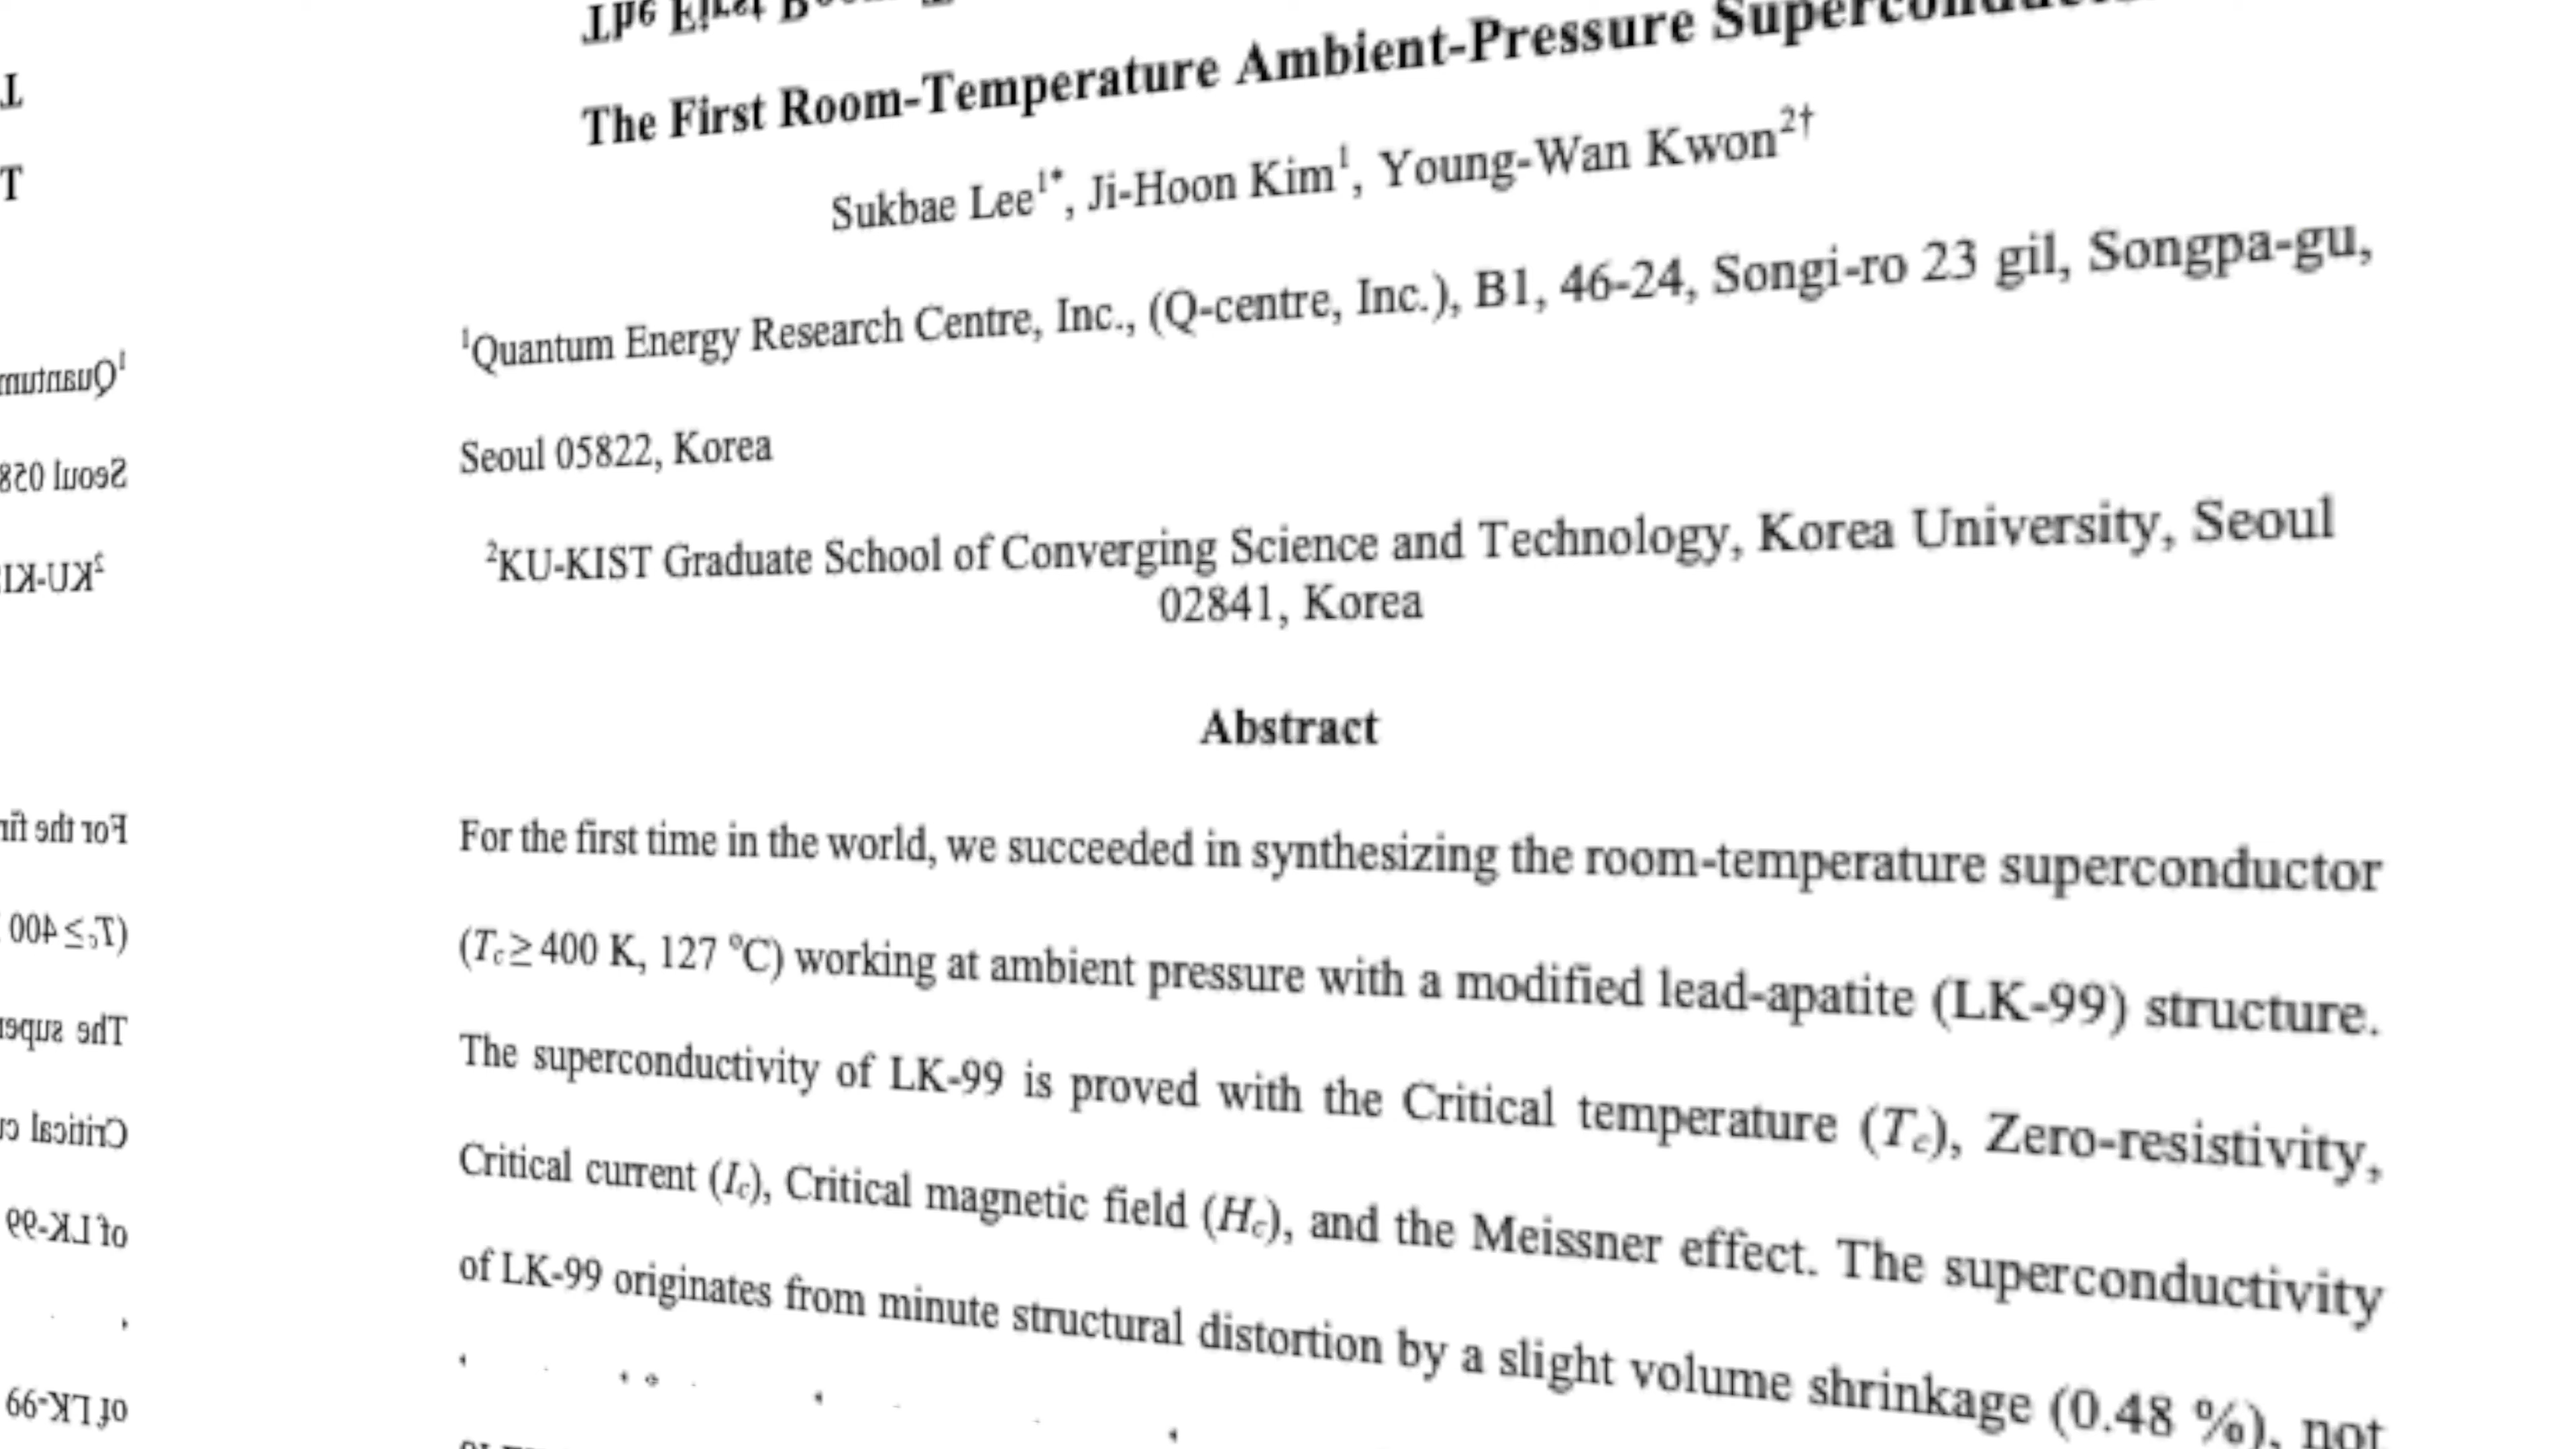 The First Room-Temperature Ambient-Pressure
Sukbae Lee1*, Ji-Hoon Kim1, Young-Wan Kwon2†
1Quantum Energy Research Centre, Inc., (Q-centre, Inc.), B1, 46-24, Songi-ro 23 gil, Songpa-gu,
Seoul 05822, Korea
2KU-KIST Graduate School of Converging Science and Technology, Korea University, Seoul
02841, Korea
Abstract
For the first time in the world, we succeeded in synthesizing the room-temperature superconductor
(Tc ≥ 400 K, 127 °C) working at ambient pressure with a modified lead-apatite (LK-99) structure.
The superconductivity of LK-99 is proved with the Critical temperature (Tc), Zero-resistivity,
Critical current (Ic), Critical magnetic field (Hc), and the Meissner effect. The superconductivity
of LK-99 originates from minute structural distortion by a slight volume shrinkage (0.48 %), not